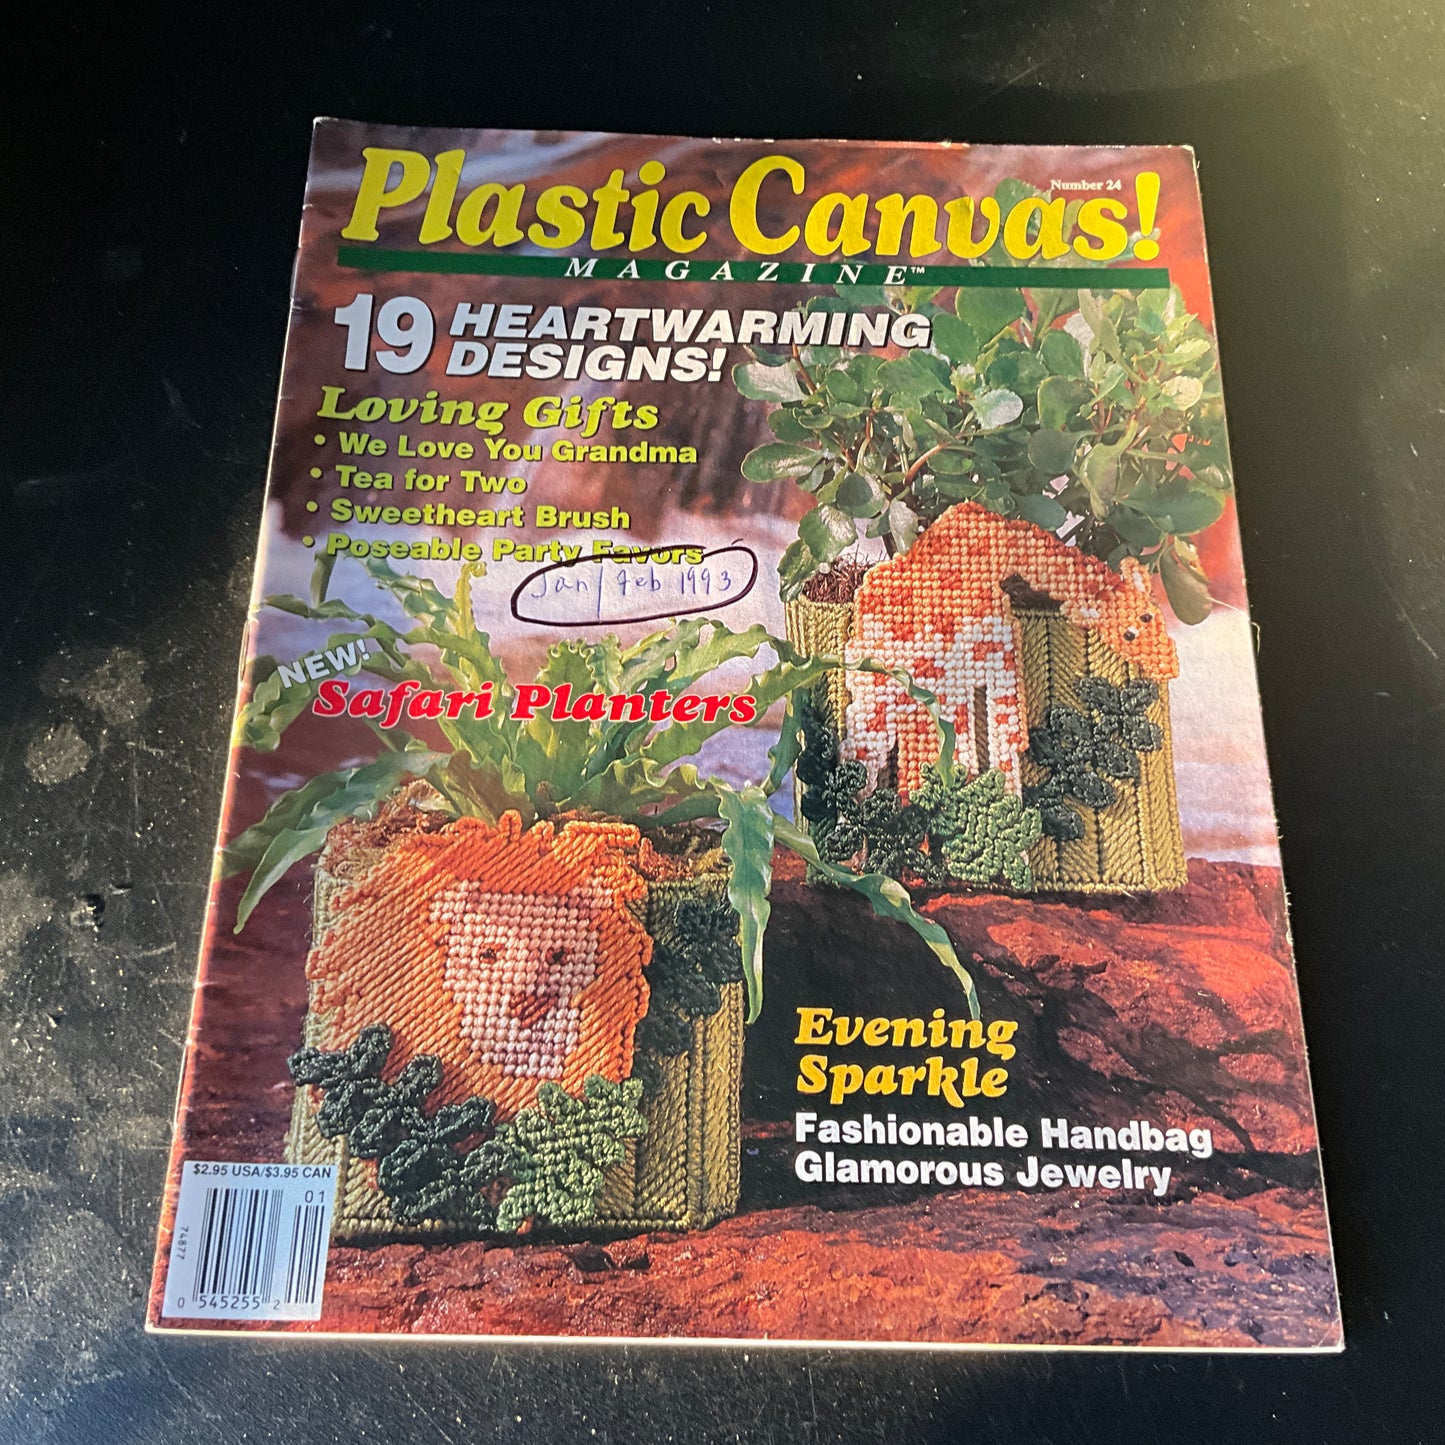 Plastic Canvas!
Number 24
MAGAZINE™
19 HEARTWARMING
DESIGNS!
Loving Gifts
• We Love You Grandma
• Tea for Two
• Sweetheart Brush
• Poseable Party Favors
Jan/Feb 1993
NEW!
Safari Planters
Evening
Sparkle
Fashionable Handbag
Glamorous Jewelry
$2.95 USA/$3.95 CAN
01
74877
0 545255 2